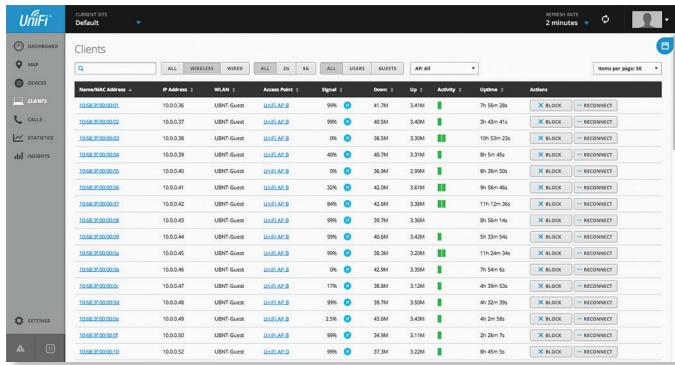 UniFi
CURRENT SITE
Default
REFRESH RATE
2 minutes
DASHBOARD
MAP
DEVICES
CLIENTS
CALLS
STATISTICS
INSIGHTS
SETTINGS
Clients
ALL WIRELESS WIRED ALL 2G 5G ALL USERS GUESTS AP: All Items per page: 50
Name/MAC Address IP Address WLAN Access Point Signal Down Up Activity Uptime Actions
10:68:3f:00:00:01 10.0.0.36 UBNT-Guest UniFi AP B 99% 41.7M 3.41M 7h 56m 28s BLOCK RECONNECT
10:68:3f:00:00:02 10.0.0.37 UBNT-Guest UniFi AP B 99% 40.5M 3.40M 3h 43m 41s BLOCK RECONNECT
10:68:3f:00:00:03 10.0.0.38 UBNT-Guest UniFi AP B 0% 38.5M 3.30M 10h 53m 23s BLOCK RECONNECT
10:68:3f:00:00:04 10.0.0.39 UBNT-Guest UniFi AP B 40% 40.7M 3.31M 8h 5m 45s BLOCK RECONNECT
10:68:3f:00:00:05 10.0.0.40 UBNT-Guest UniFi AP B 0% 36.9M 2.99M 8h 36m 50s BLOCK RECONNECT
10:68:3f:00:00:06 10.0.0.41 UBNT-Guest UniFi AP B 32% 42.0M 3.61M 9h 56m 46s BLOCK RECONNECT
10:68:3f:00:00:07 10.0.0.42 UBNT-Guest UniFi AP B 84% 42.6M 3.38M 11h 12m 36s BLOCK RECONNECT
10:68:3f:00:00:08 10.0.0.43 UBNT-Guest UniFi AP B 99% 39.7M 3.36M 8h 56m 14s BLOCK RECONNECT
10:68:3f:00:00:09 10.0.0.44 UBNT-Guest UniFi AP B 99% 40.6M 3.42M 5h 33m 54s BLOCK RECONNECT
10:68:3f:00:00:0a 10.0.0.45 UBNT-Guest UniFi AP B 99% 38.3M 3.20M 11h 24m 34s BLOCK RECONNECT
10:68:3f:00:00:0b 10.0.0.46 UBNT-Guest UniFi AP B 0% 42.9M 3.35M 7h 54m 6s BLOCK RECONNECT
10:68:3f:00:00:0c 10.0.0.47 UBNT-Guest UniFi AP B 17% 38.8M 3.12M 4h 39m 53s BLOCK RECONNECT
10:68:3f:00:00:0d 10.0.0.48 UBNT-Guest UniFi AP B 99% 39.7M 3.50M 4h 32m 39s BLOCK RECONNECT
10:68:3f:00:00:0e 10.0.0.49 UBNT-Guest UniFi AP B 2.5% 43.6M 3.43M 4h 2m 58s BLOCK RECONNECT
10:68:3f:00:00:0f 10.0.0.50 UBNT-Guest UniFi AP B 99% 34.9M 3.11M 2h 26m 7s BLOCK RECONNECT
10:68:3f:00:00:10 10.0.0.52 UBNT-Guest UniFi AP D 99% 37.3M 3.22M 8h 45m 5s BLOCK RECONNECT